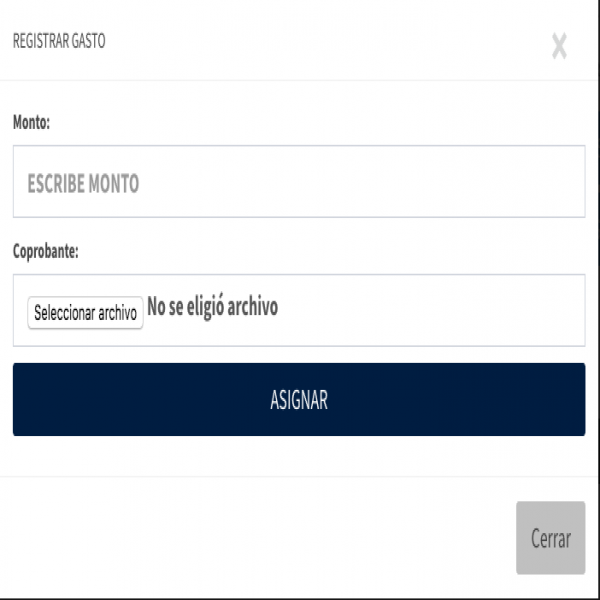 REGISTRAR GASTO
x
Monto:
ESCRIBE MONTO
Coprobante:
Seleccionar archivo No se eligió archivo
ASIGNAR
Cerrar